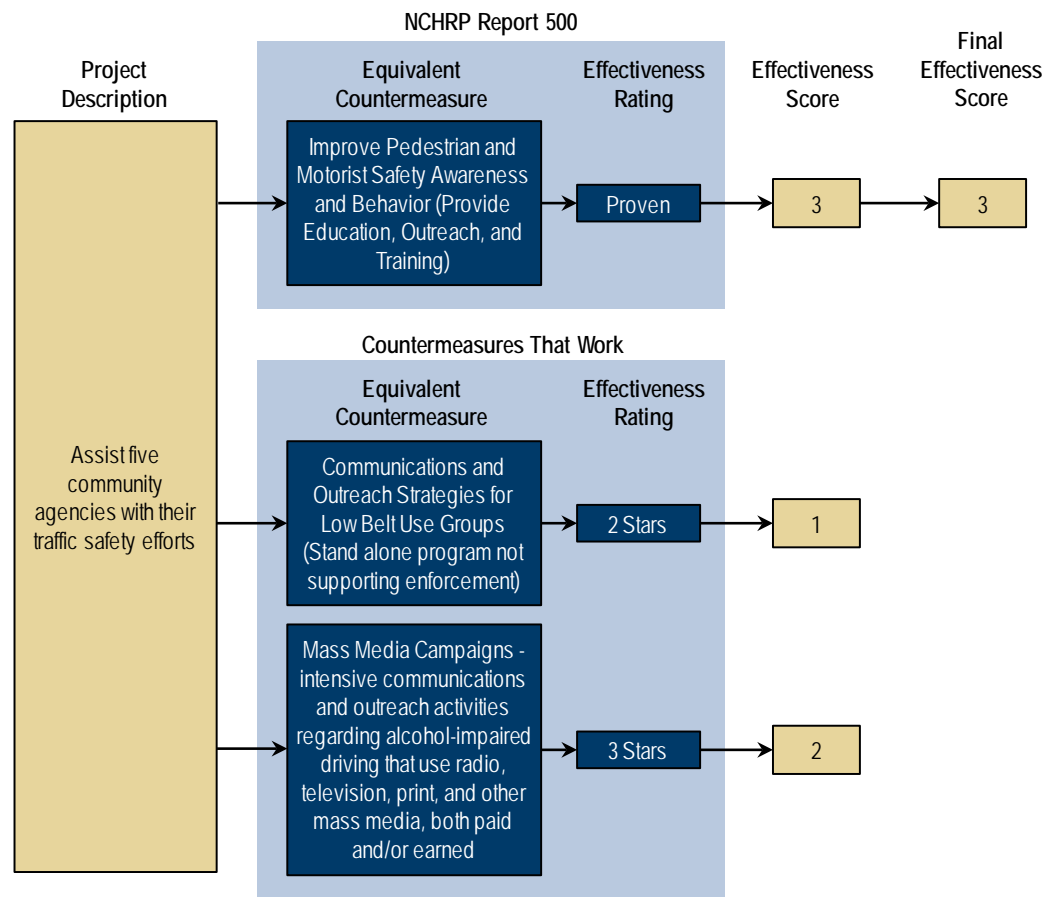 NCHRP Report 500
Project
Description
Equivalent
Countermeasure
Effectiveness
Rating
Effectiveness
Score
Final
Effectiveness
Score
Improve Pedestrian and
Motorist Safety Awareness
and Behavior (Provide
Education, Outreach, and
Training)
Proven
3
3
Countermeasures That Work
Equivalent
Countermeasure
Effectiveness
Rating
Assist five
community
agencies with their
traffic safety efforts
Communications and
Outreach Strategies for
Low Belt Use Groups
(Stand alone program not
supporting enforcement)
2 Stars
1
Mass Media Campaigns -
intensive communications
and outreach activities
regarding alcohol-impaired
driving that use radio,
television, print, and other
mass media, both paid
and/or earned
3 Stars
2